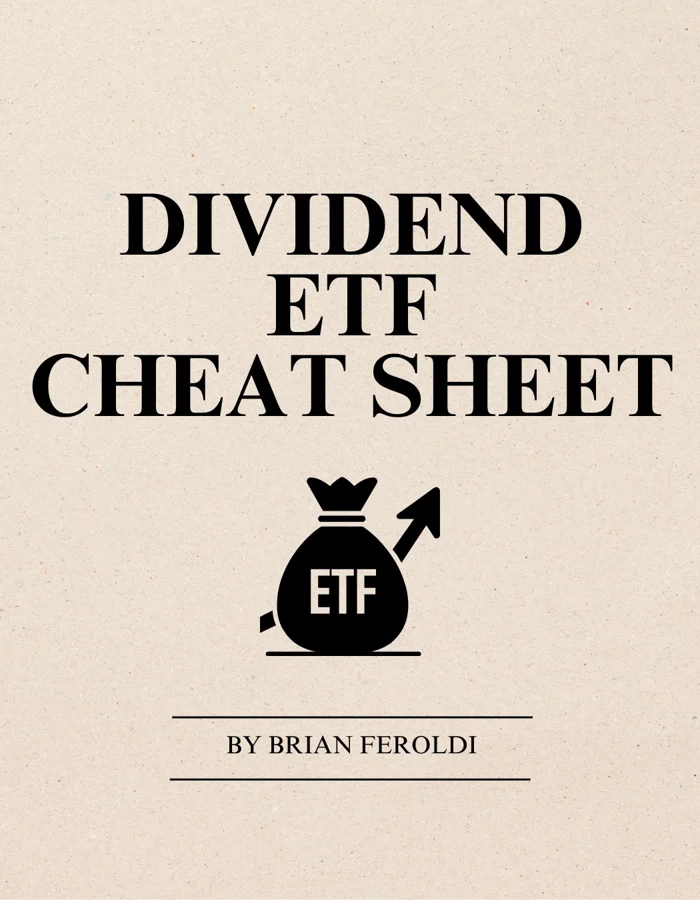 DIVIDEND
ETF
CHEAT SHEET
ETF
BY BRIAN FEROLDI